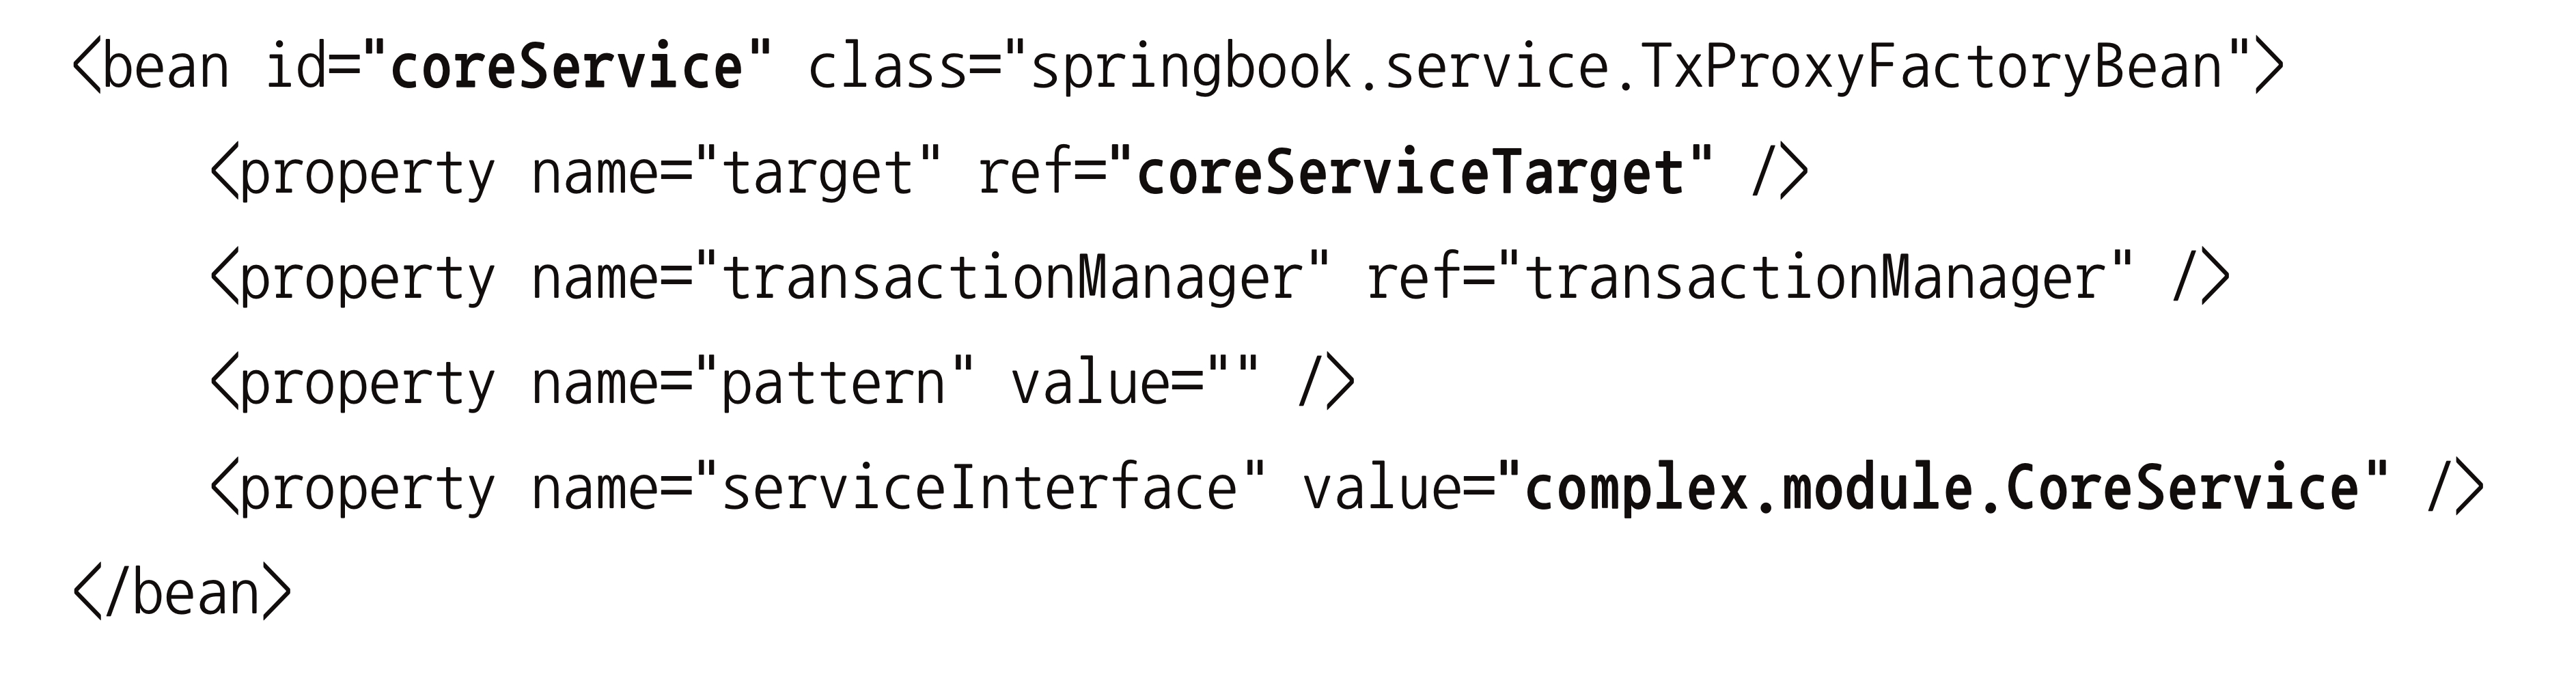 <bean id="coreService" class="springbook.service.TxProxyFactoryBean">
<property name="target" ref="coreServiceTarget" />
<property name="transactionManager" ref="transactionManager" />
<property name="pattern" value="" />
<property name="serviceInterface" value="complex.module.CoreService" />
</bean>